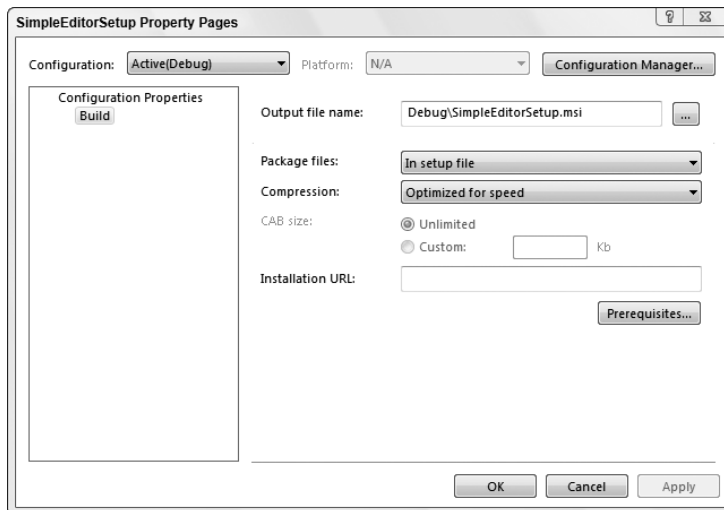 SimpleEditorSetup Property Pages
?
Configuration: Active(Debug) Platform: N/A Configuration Manager...
Configuration Properties
Build
Output file name: Debug\SimpleEditorSetup.msi ...
Package files: In setup file
Compression: Optimized for speed
CAB size: Unlimited
Custom: Kb
Installation URL:
Prerequisites...
OK Cancel Apply